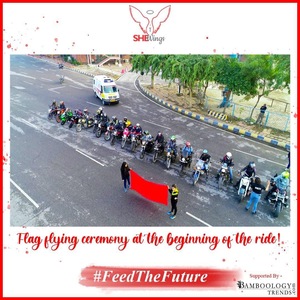 SHEWings
Flag flying ceremony at the beginning of the ride!
#FeedTheFuture
Supported By -
BAMBOOLOGY
TRENDS